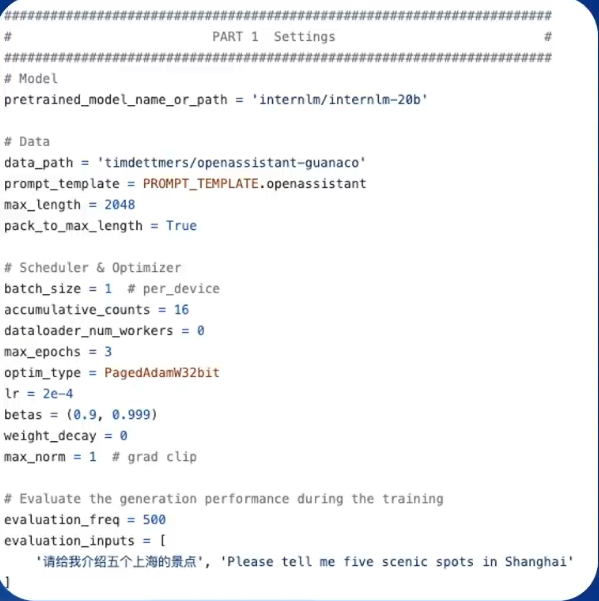 #######################################################################
#                          PART 1  Settings                           #
#######################################################################
# Model
pretrained_model_name_or_path = 'internlm/internlm-20b'

# Data
data_path = 'timdettmers/openassistant-guanaco'
prompt_template = PROMPT_TEMPLATE.openassistant
max_length = 2048
pack_to_max_length = True

# Scheduler & Optimizer
batch_size = 1  # per_device
accumulative_counts = 16
dataloader_num_workers = 0
max_epochs = 3
optim_type = PagedAdamW32bit
lr = 2e-4
betas = (0.9, 0.999)
weight_decay = 0
max_norm = 1  # grad clip

# Evaluate the generation performance during the training
evaluation_freq = 500
evaluation_inputs = [
    '请给我介绍五个上海的景点', 'Please tell me five scenic spots in Shanghai'
]